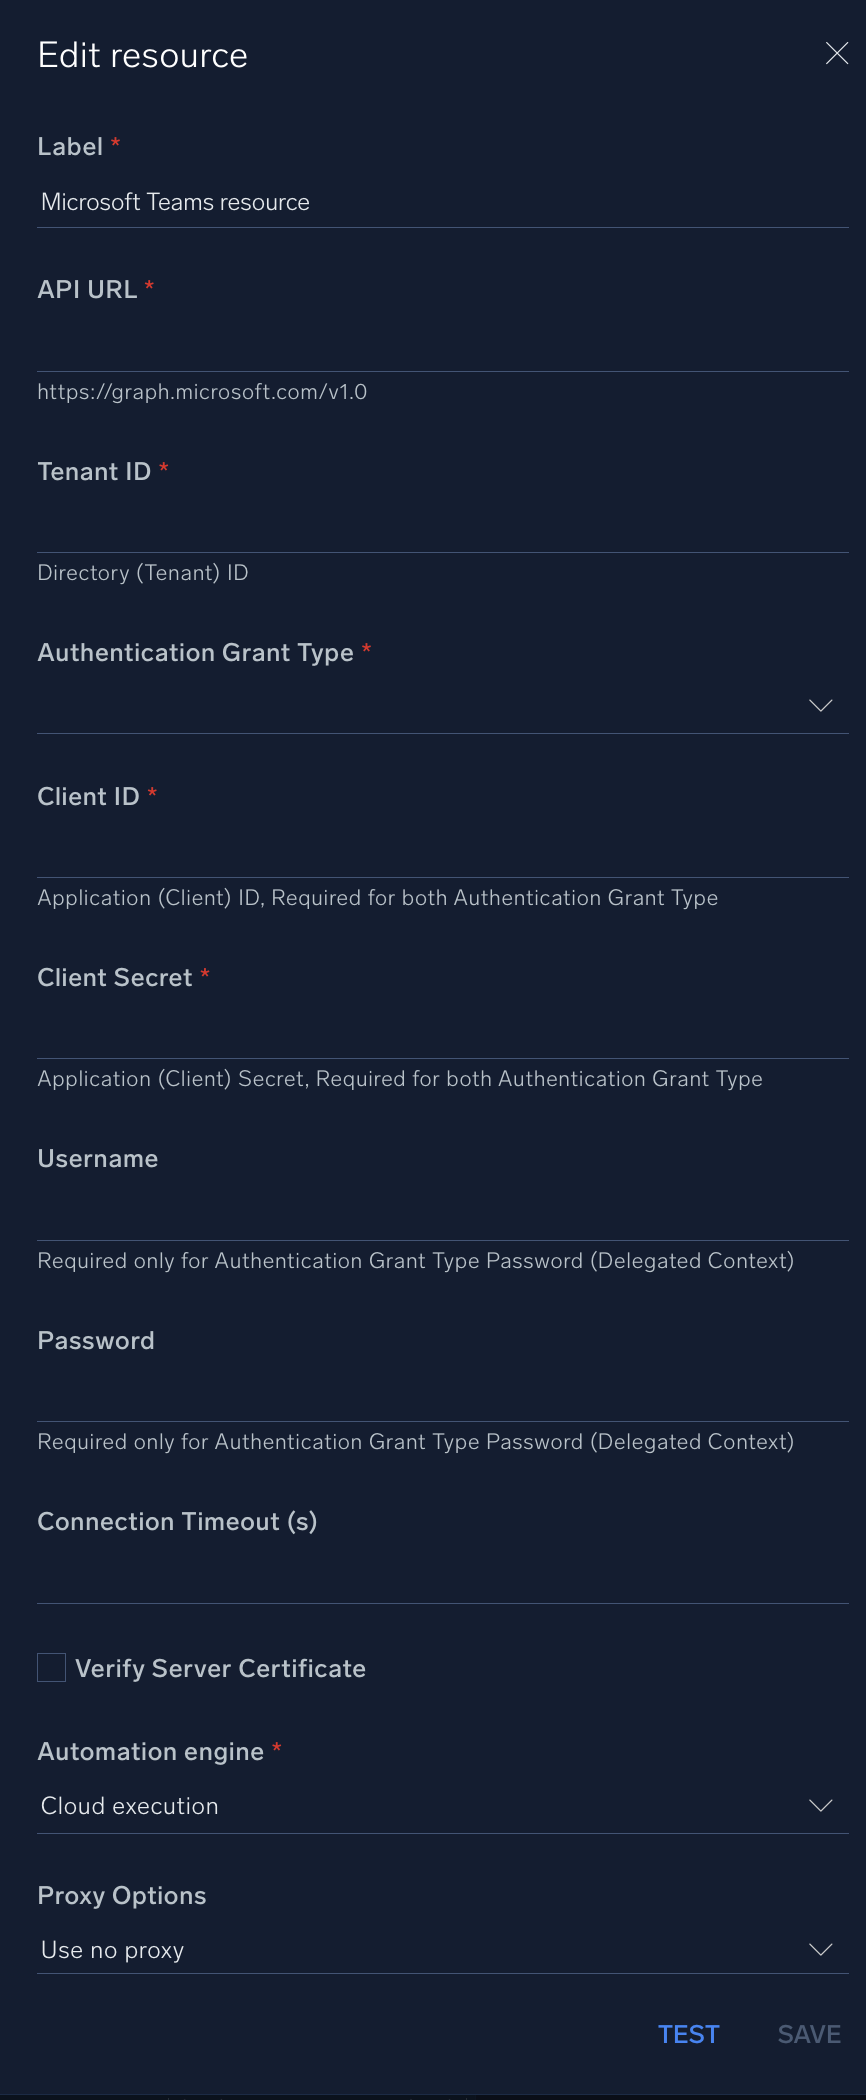 Edit resource
Label *
Microsoft Teams resource
API URL *
https://graph.microsoft.com/v1.0
Tenant ID *
Directory (Tenant) ID
Authentication Grant Type *
Client ID *
Application (Client) ID, Required for both Authentication Grant Type
Client Secret *
Application (Client) Secret, Required for both Authentication Grant Type
Username
Required only for Authentication Grant Type Password (Delegated Context)
Password
Required only for Authentication Grant Type Password (Delegated Context)
Connection Timeout (s)
Verify Server Certificate
Automation engine *
Cloud execution
Proxy Options
Use no proxy
TEST SAVE